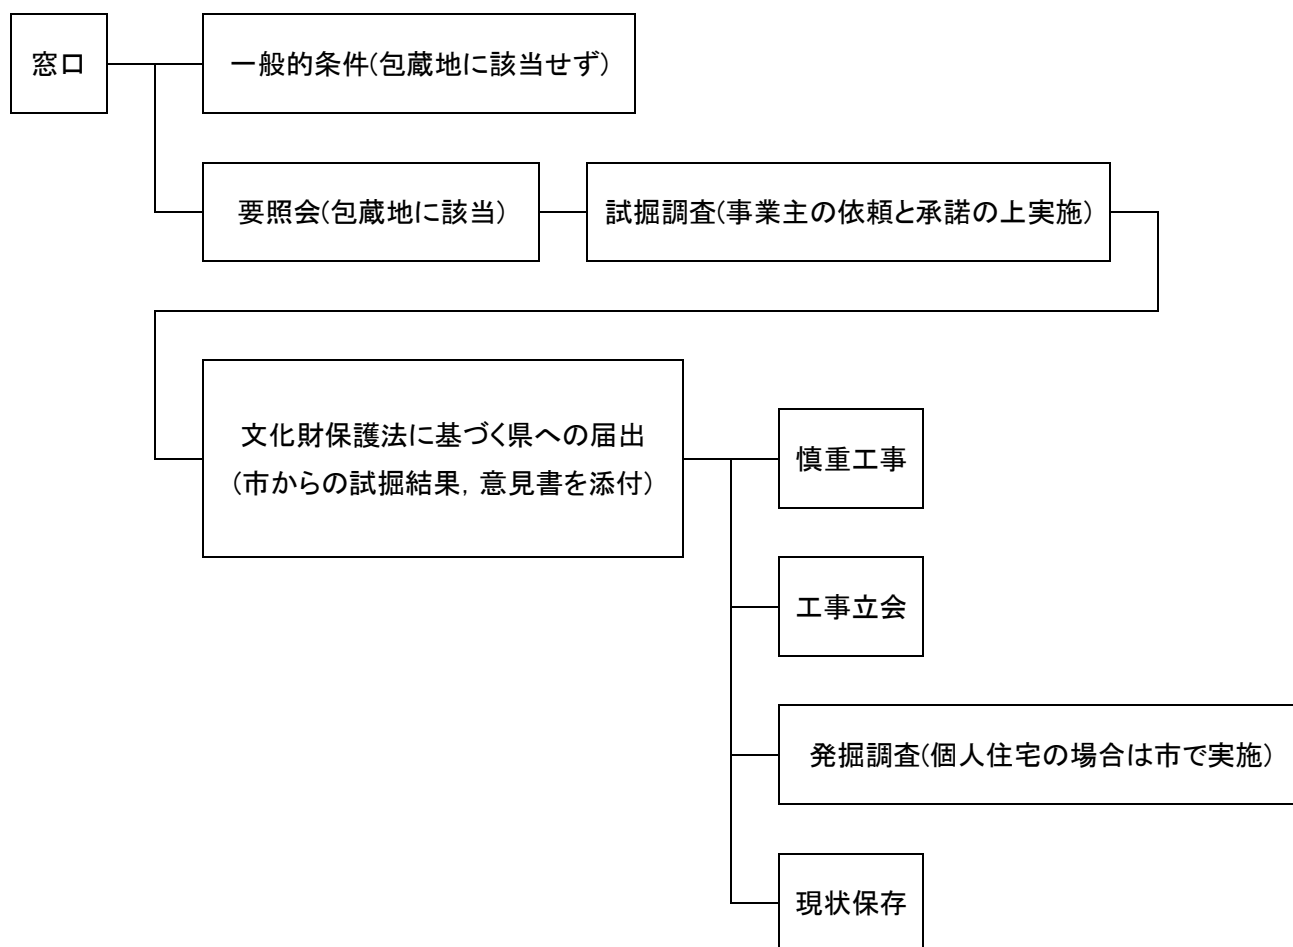 窓口
一般的条件(包蔵地に該当せず)
要照会(包蔵地に該当)
試掘調査(事業主の依頼と承諾の上実施)
文化財保護法に基づく県への届出
(市からの試掘結果，意見書を添付)
慎重工事
工事立会
発掘調査(個人住宅の場合は市で実施)
現状保存